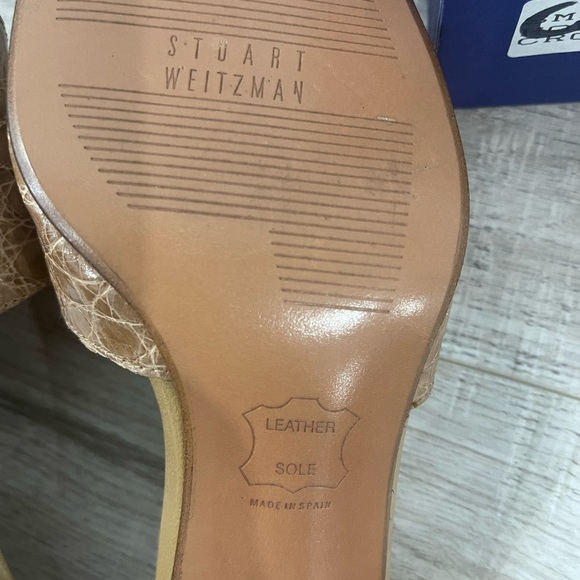 STUART
WEITZMAN
LEATHER
SOLE
MADE IN SPAIN